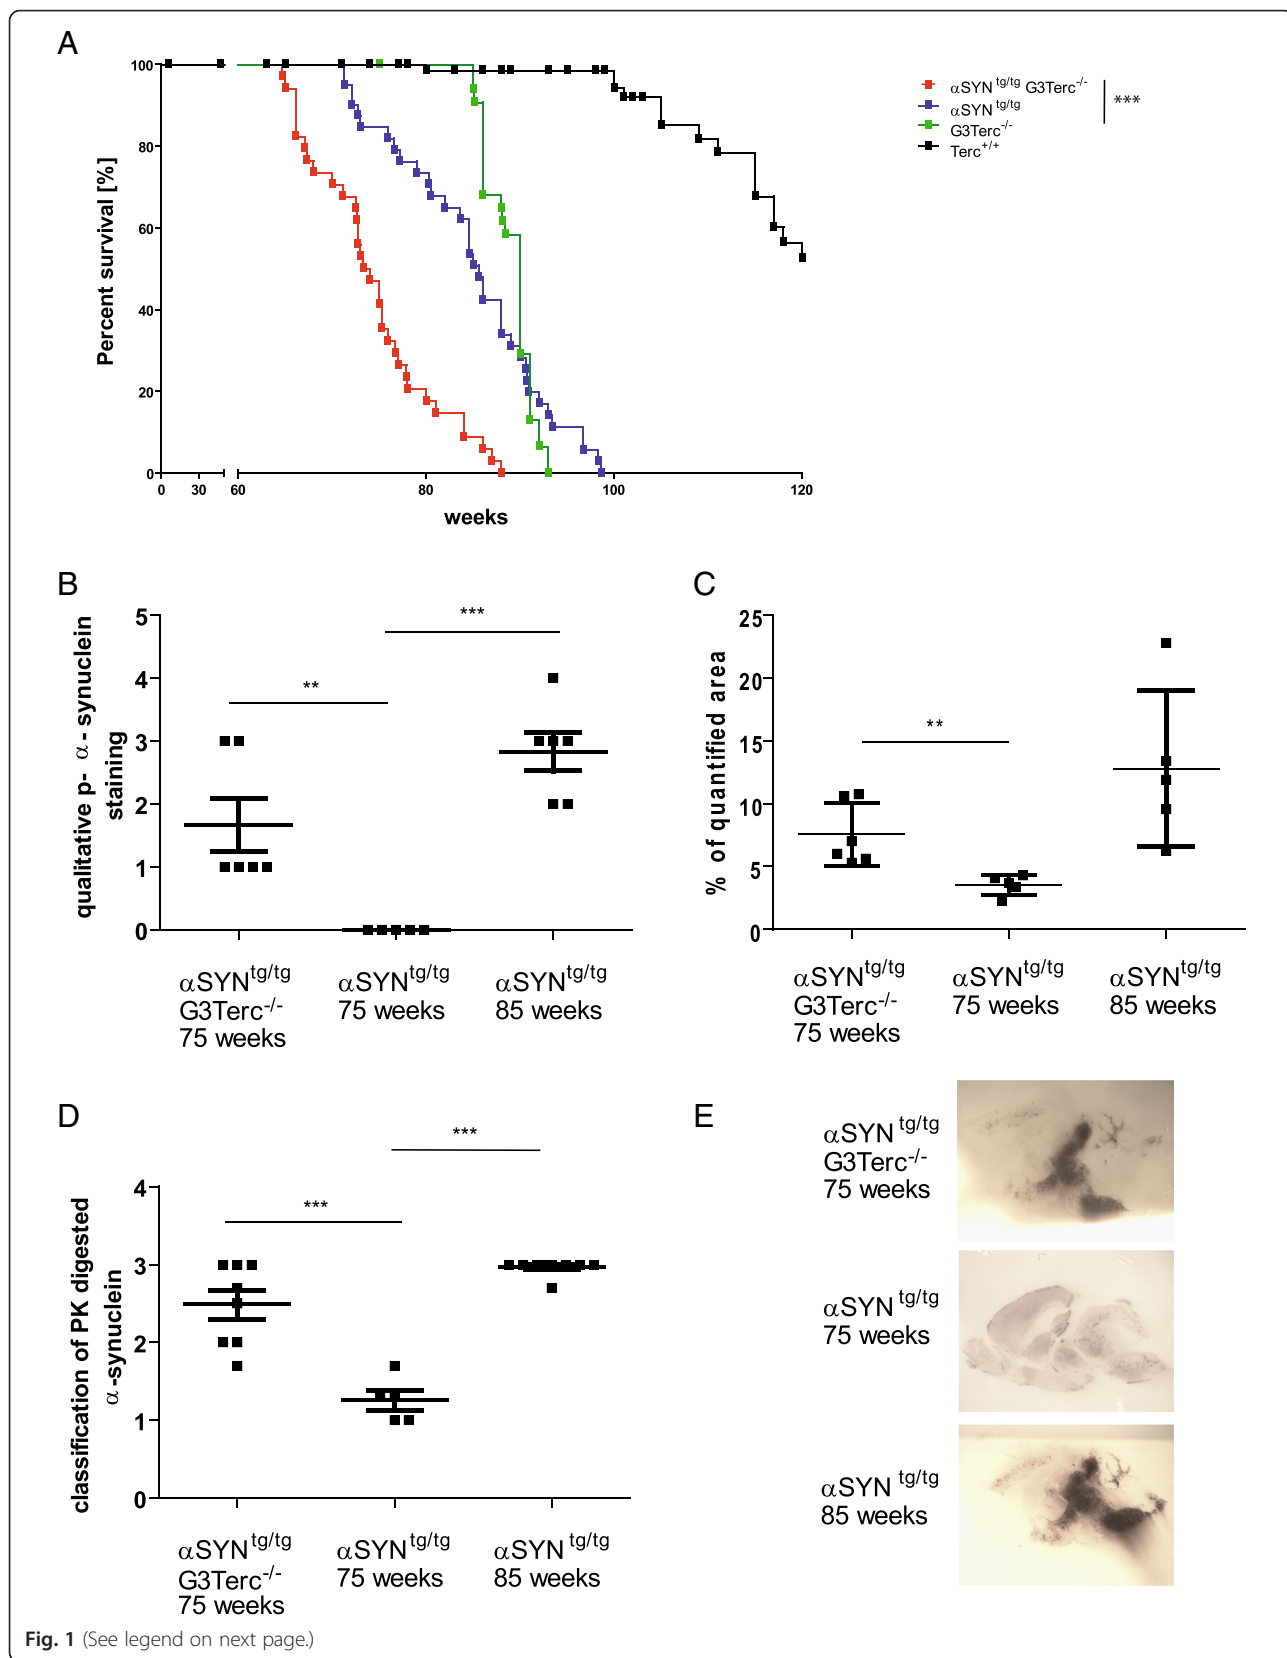 A
100
80
60
40
20
0
Percent survival [%]
0 30 60 80 100 120
weeks
αSYN tg/tg G3Terc-/-
αSYN tg/tg
G3Terc-/-
Terc+/+
***
B
5
4
3
2
1
0
qualitative p- α - synuclein
staining
**
***
αSYNtg/tg
G3Terc-/-
75 weeks
αSYNtg/tg
75 weeks
αSYNtg/tg
85 weeks
C
25
20
15
10
5
0
% of quantified area
**
αSYNtg/tg
G3Terc-/-
75 weeks
αSYNtg/tg
75 weeks
αSYNtg/tg
85 weeks
D
4
3
2
1
0
classification of PK digested
α -synuclein
***
***
αSYNtg/tg
G3Terc-/-
75 weeks
αSYNtg/tg
75 weeks
αSYN tg/tg
85 weeks
E
αSYN tg/tg
G3Terc-/-
75 weeks
αSYN tg/tg
75 weeks
αSYN tg/tg
85 weeks
Fig. 1 (See legend on next page.)